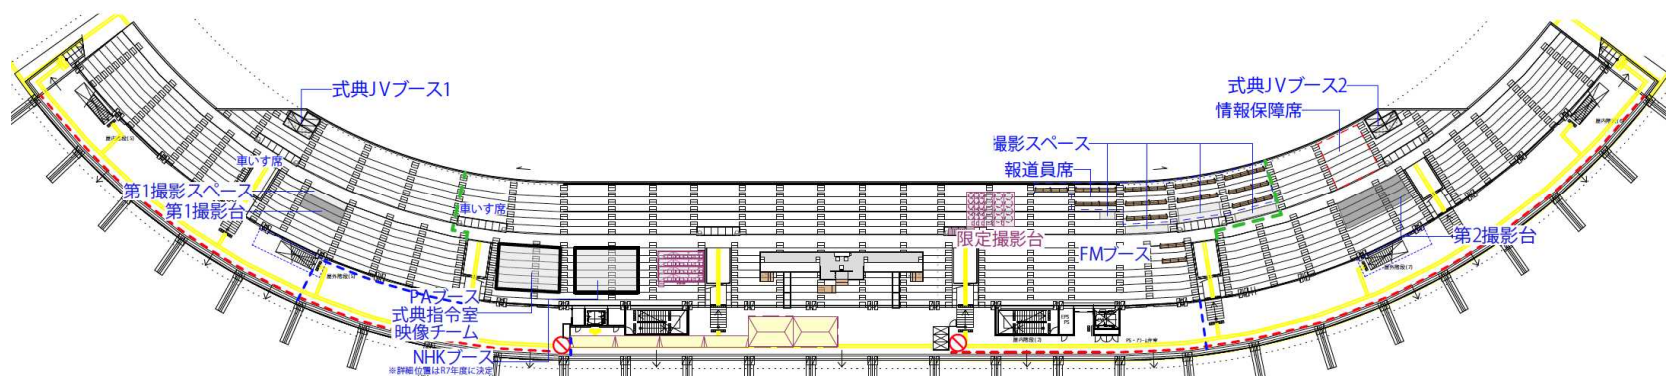 式典JVブース1
式典JVブース2
情報保障席
撮影スペース
報道員席
車いす席
第1撮影スペース
第1撮影台
車いす席
限定撮影台
FMブース
第2撮影台
PAブース
式典指令室
映像チーム
NHKブース
※詳細位置はR7年度に決定
EPS
PS